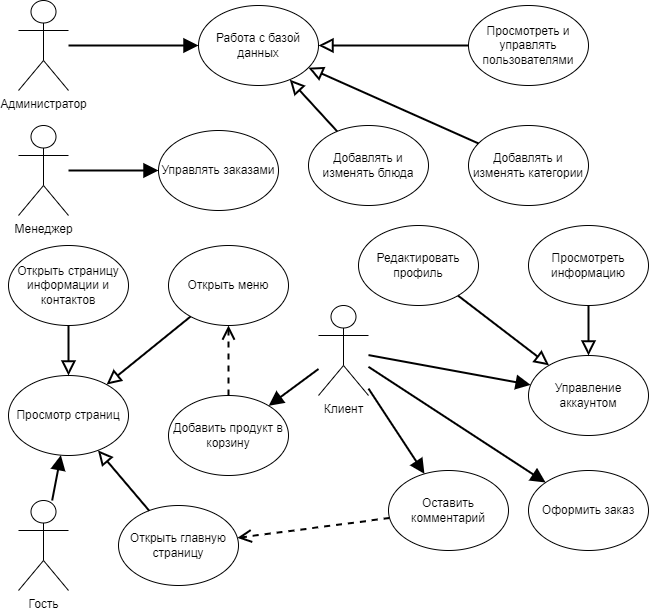 Администратор
Работа с базой
данных
Просмотреть и
управлять
пользователями
Добавлять и
изменять блюда
Добавлять и
изменять категории
Менеджер
Управлять заказами
Открыть страницу
информации и
контактов
Открыть меню
Редактировать
профиль
Просмотреть
информацию
Клиент
Управление
аккаунтом
Просмотр страниц
Добавить продукт в
корзину
Оставить
комментарий
Оформить заказ
Открыть главную
страницу
Гость